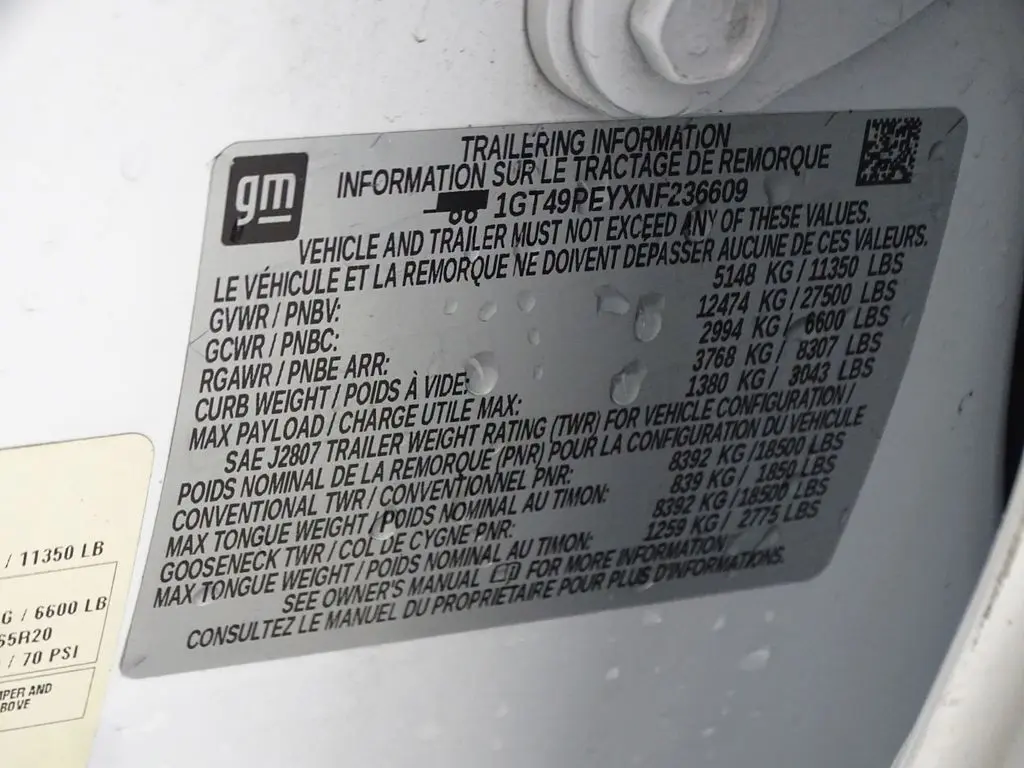 gm
TRAILERING INFORMATION
INFORMATION SUR LE TRACTAGE DE REMORQUE
1GT49PEYXNF236609
VEHICLE AND TRAILER MUST NOT EXCEED ANY OF THESE VALUES.
LE VÉHICULE ET LA REMORQUE NE DOIVENT DÉPASSER AUCUNE DE CES VALEURS.
GVWR / PNBV: 5148 KG / 11350 LBS
GCWR / PNBC: 12474 KG / 27500 LBS
RGAWR / PNBE ARR: 2994 KG / 6600 LBS
CURB WEIGHT / POIDS À VIDE: 3768 KG / 8307 LBS
MAX PAYLOAD / CHARGE UTILE MAX: 1380 KG / 3043 LBS
SAE J2807 TRAILER WEIGHT RATING (TWR) FOR VEHICLE CONFIGURATION /
POIDS NOMINAL DE LA REMORQUE (PNR) POUR LA CONFIGURATION DU VÉHICULE
CONVENTIONAL TWR / CONVENTIONNEL PNR: 8392 KG / 18500 LBS
MAX TONGUE WEIGHT / POIDS NOMINAL AU TIMON: 839 KG / 1850 LBS
GOOSENECK TWR / COL DE CYGNE PNR: 8392 KG / 18500 LBS
MAX TONGUE WEIGHT / POIDS NOMINAL AU TIMON: 1259 KG / 2775 LBS
SEE OWNER'S MANUAL FOR MORE INFORMATION
CONSULTEZ LE MANUEL DU PROPRIETAIRE POUR PLUS D'INFORMATIONS.
/ 11350 LB
G / 6600 LB
65R20
/ 70 PSI
MPER AND
BOVE